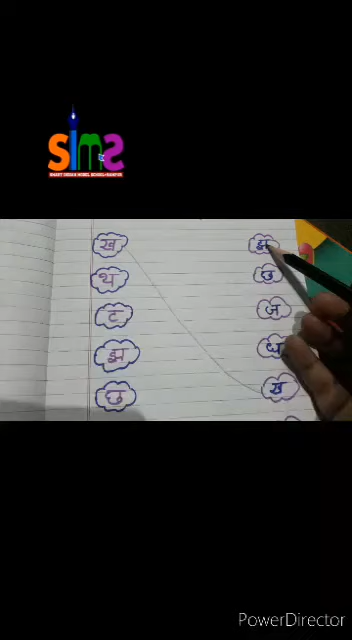 SIMS
ख झ
थ छ
ट ज
झ
छ ख
PowerDirector